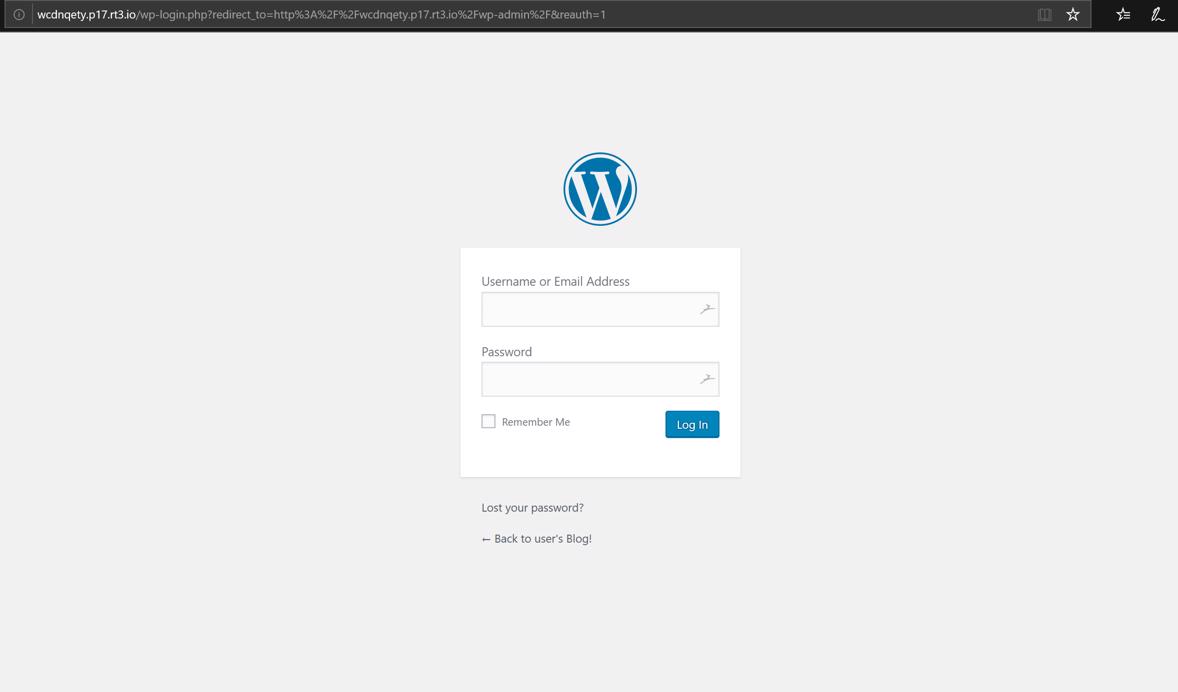 wcdnqety.p17.rt3.io/wp-login.php?redirect_to=http%3A%2F%2Fwcdnqety.p17.rt3.io%2Fwp-admin%2F&reauth=1
Username or Email Address
Password
Remember Me
Log In
Lost your password?
← Back to user's Blog!